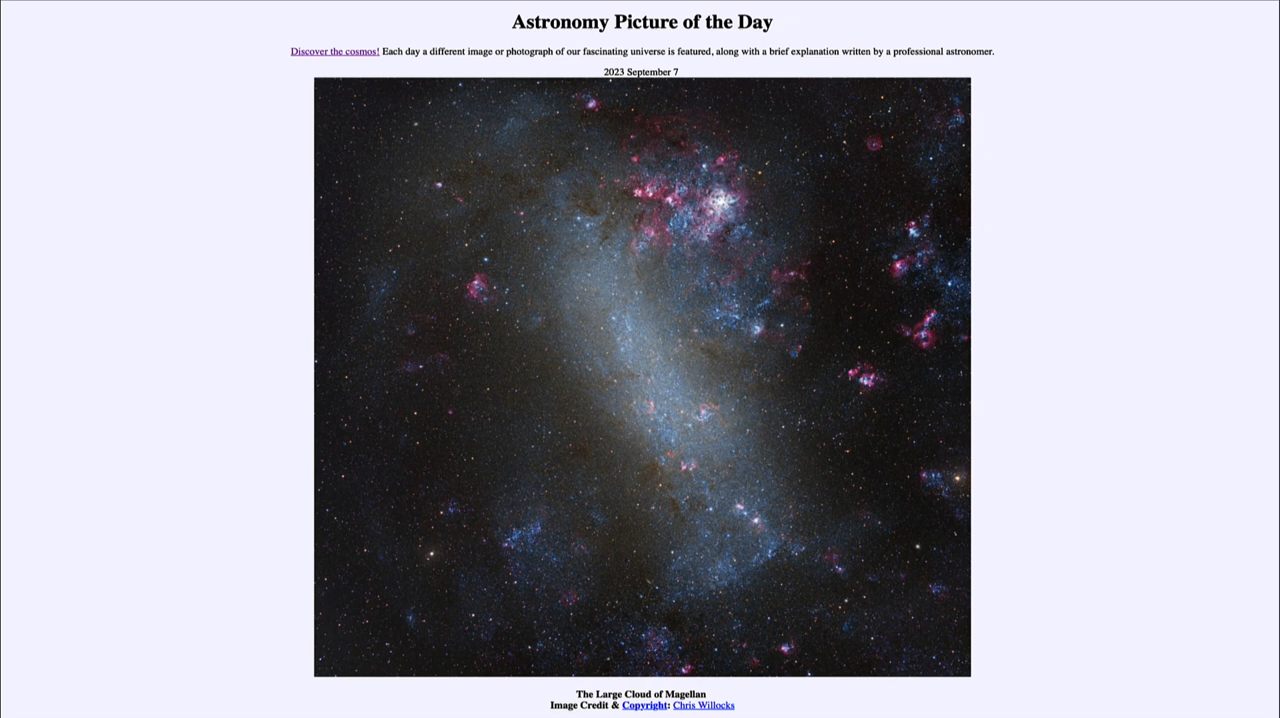 Astronomy Picture of the Day
Discover the cosmos! Each day a different image or photograph of our fascinating universe is featured, along with a brief explanation written by a professional astronomer.
2023 September 7
The Large Cloud of Magellan
Image Credit & Copyright: Chris Willocks